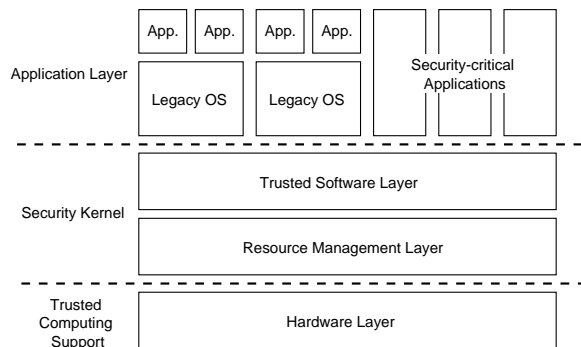 App. App. App. App.
Application Layer
Security-critical
Applications
Legacy OS Legacy OS
Trusted Software Layer
Security Kernel
Resource Management Layer
Trusted
Computing
Support
Hardware Layer